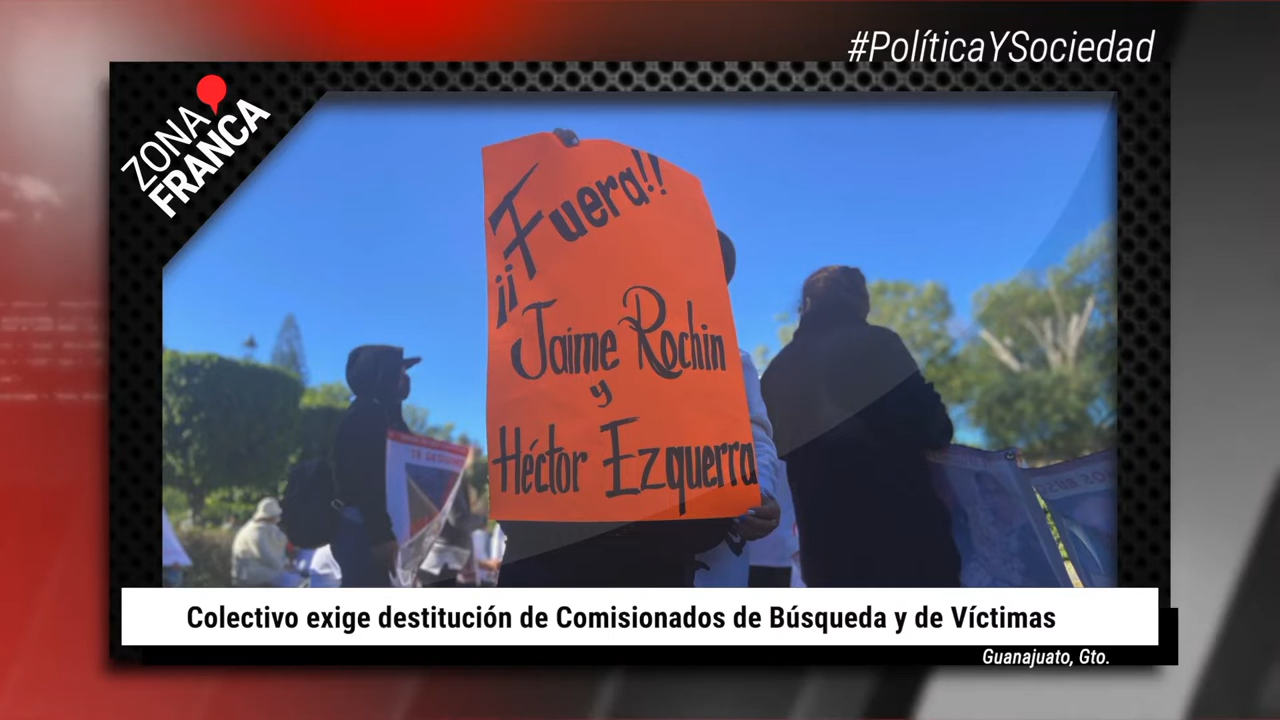 #PolíticaYSociedad
ZONA
FRANCA
¡¡Fuera!!
Jaime Rochin
y
Héctor Ezquerra
Colectivo exige destitución de Comisionados de Búsqueda y de Víctimas
Guanajuato, Gto.